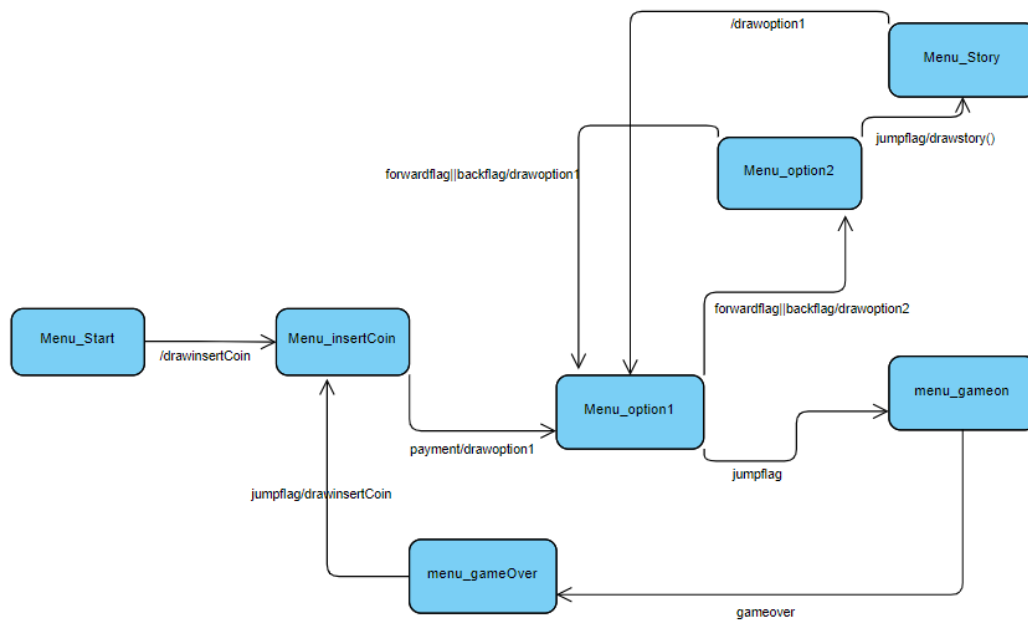 /drawoption1
Menu_Story
jumpflag/drawstory()
Menu_option2
forwardflag||backflag/drawoption1
forwardflag||backflag/drawoption2
Menu_Start
/drawinsertCoin
Menu_insertCoin
menu_gameon
Menu_option1
payment/drawoption1
jumpflag
jumpflag/drawinsertCoin
menu_gameOver
gameover